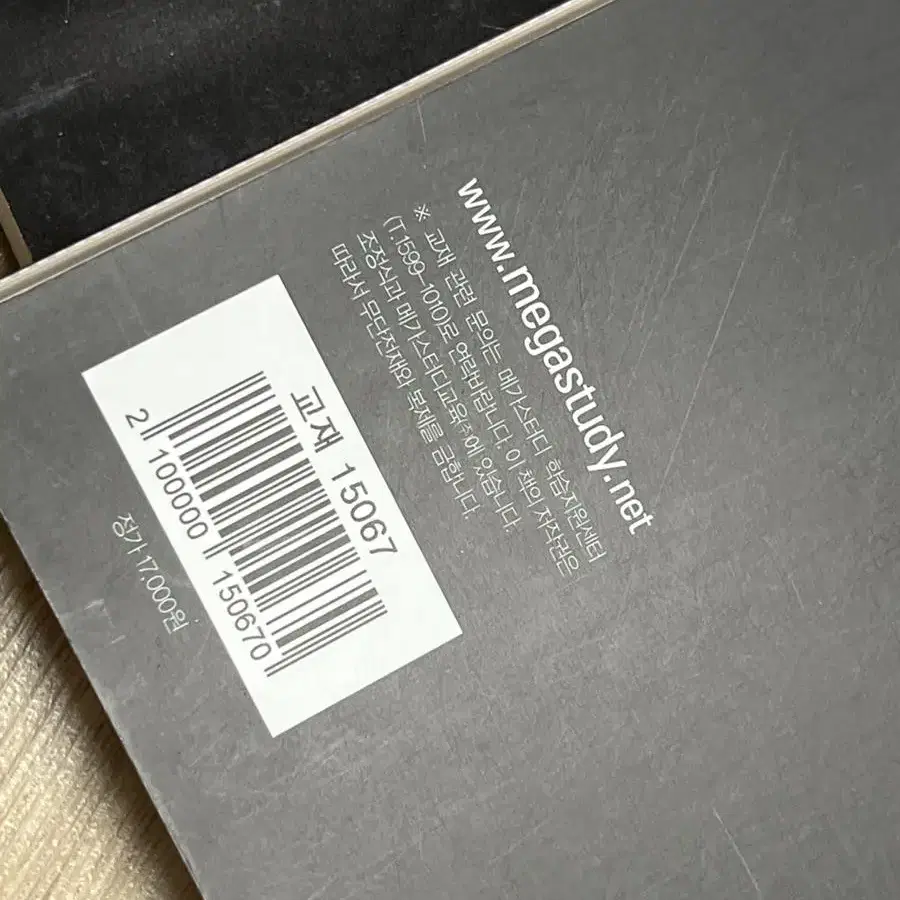 www.megastudy.net
※ 교재 관련 문의는 메가스터디 학습지원센터
(T.1599-1010)로 연락바랍니다. 이 책의 저작권은
조정식과 메가스터디교육㈜에 있습니다.
따라서 무단전재와 복제를 금합니다.
교재 15067
2 100000 150670
정가 17,000원